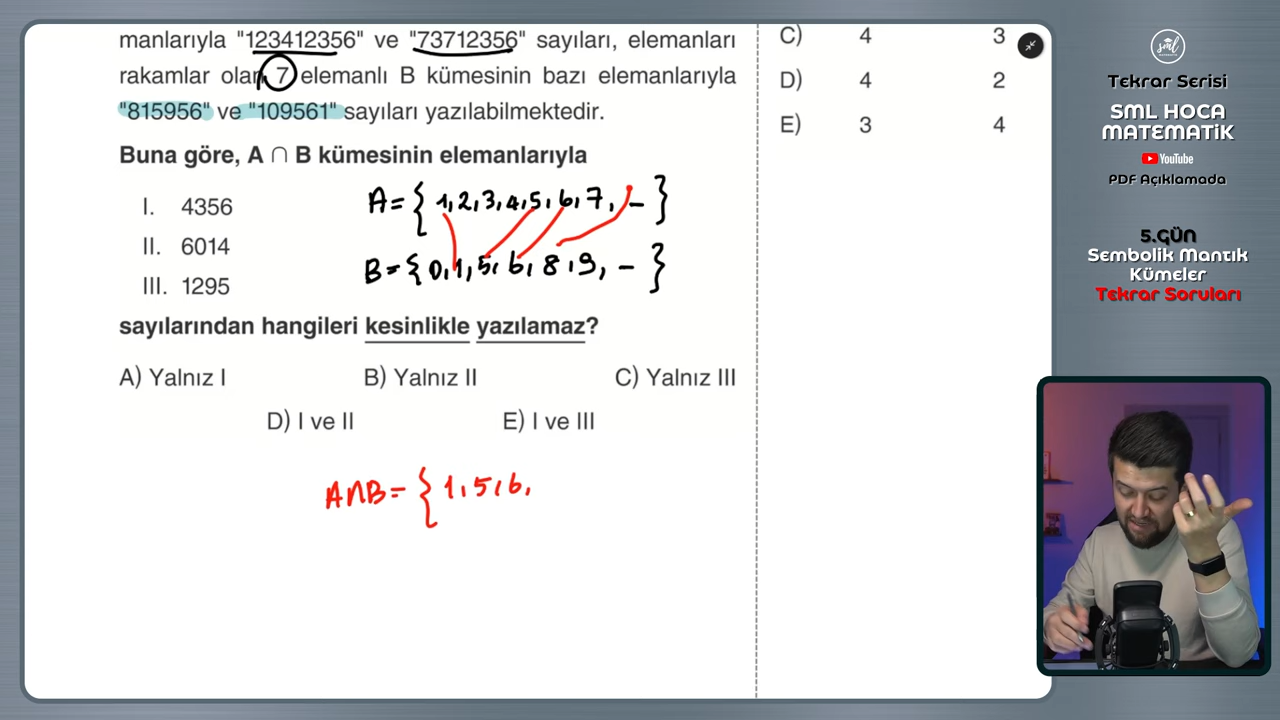 manlarıyla "123412356" ve "73712356" sayıları, elemanları
rakamlar olan 7 elemanlı B kümesinin bazı elemanlarıyla
"815956" ve "109561" sayıları yazılabilmektedir.
Buna göre, A ∩ B kümesinin elemanlarıyla
I. 4356
II. 6014
III. 1295
A = { 1, 2, 3, 4, 5, 6, 7, _ }
B = { 0, 1, 5, 6, 8, 9, _ }
sayılarından hangileri kesinlikle yazılamaz?
A) Yalnız I B) Yalnız II C) Yalnız III
D) I ve II E) I ve III
A∩B = { 1, 5, 6,
C) 4 3
D) 4 2
E) 3 4
sml
MATEMATİK
Tekrar Serisi
SML HOCA
MATEMATİK
YouTube
PDF Açıklamada
5.GÜN
Sembolik Mantık
Kümeler
Tekrar Soruları